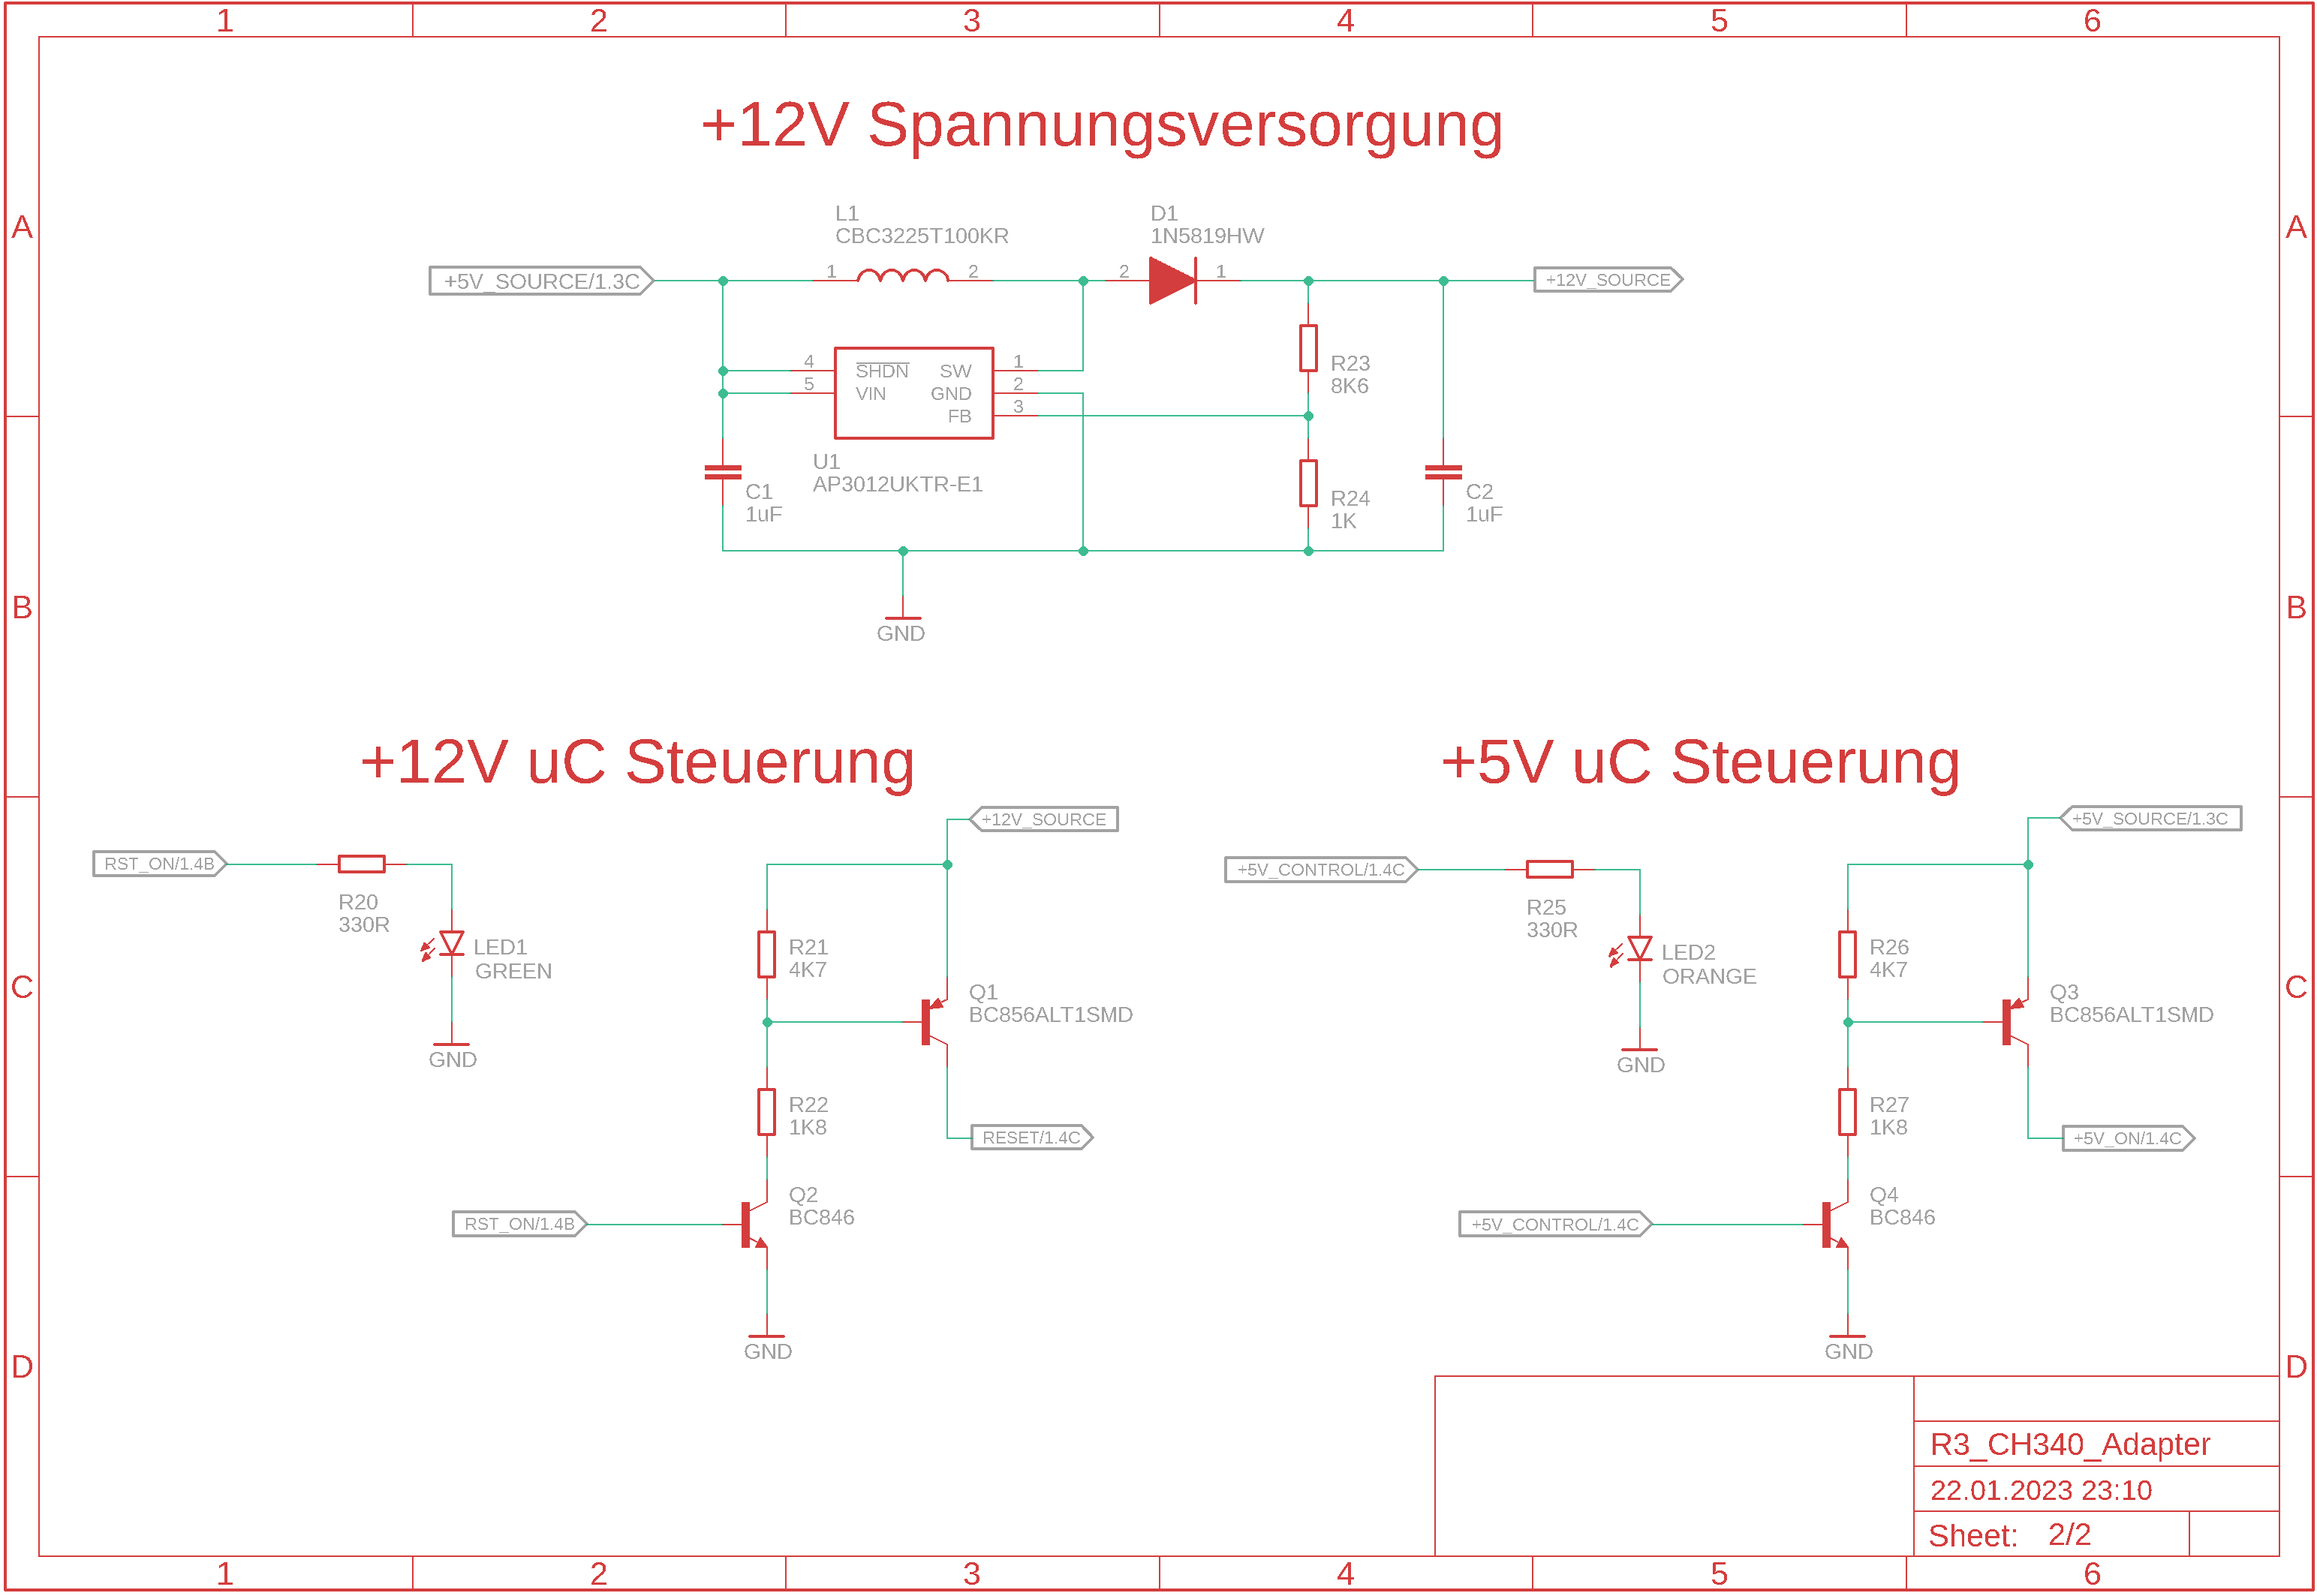 1 2 3 4 5 6
+12V Spannungsversorgung
A A
L1
CBC3225T100KR
D1
1N5819HW
+5V_SOURCE/1.3C
1 2
2 1
+12V_SOURCE
4 SHDN SW 1
5 VIN GND 2
FB 3
R23
8K6
U1
AP3012UKTR-E1
C1
1uF
R24
1K
C2
1uF
B B
GND
+12V uC Steuerung
+5V uC Steuerung
+12V_SOURCE
RST_ON/1.4B
R20
330R
LED1
GREEN
GND
R21
4K7
Q1
BC856ALT1SMD
R22
1K8
RESET/1.4C
Q2
BC846
RST_ON/1.4B
GND
+5V_SOURCE/1.3C
+5V_CONTROL/1.4C
R25
330R
LED2
ORANGE
GND
R26
4K7
Q3
BC856ALT1SMD
R27
1K8
+5V_ON/1.4C
Q4
BC846
+5V_CONTROL/1.4C
GND
C C
D D
R3_CH340_Adapter
22.01.2023 23:10
Sheet: 2/2
1 2 3 4 5 6